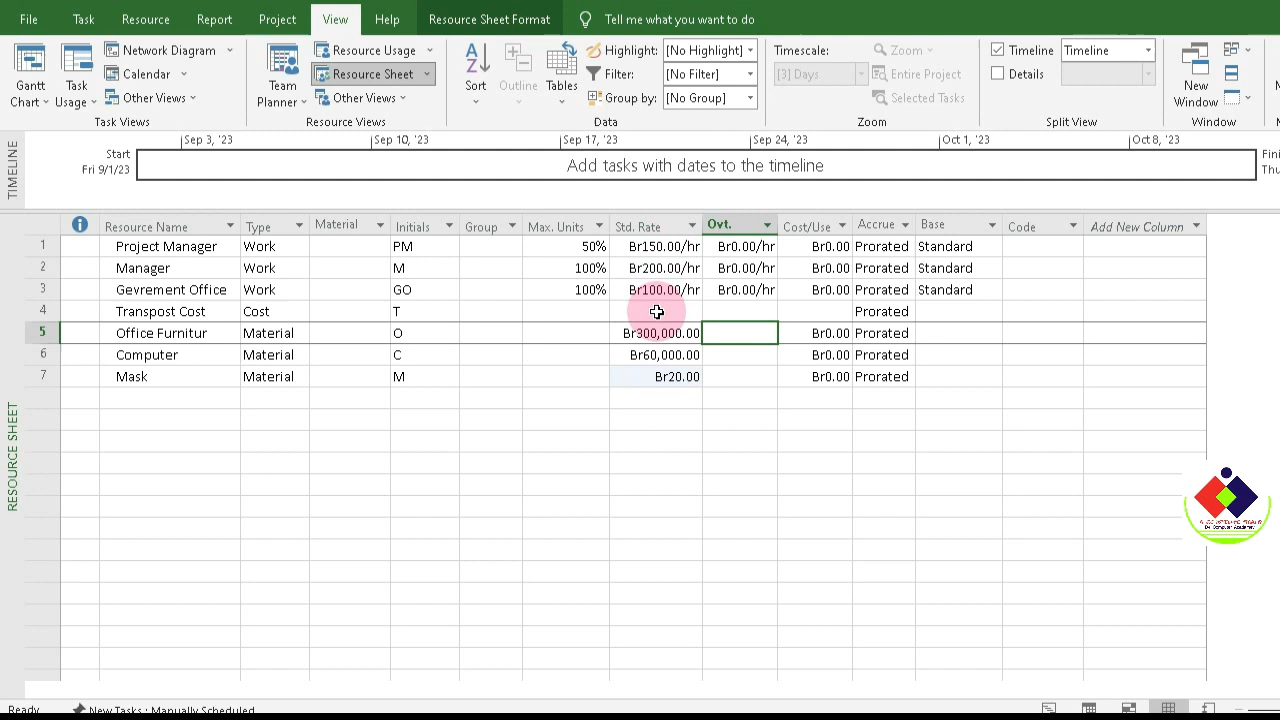 File Task Resource Report Project View Help Resource Sheet Format Tell me what you want to do
Network Diagram Resource Usage Highlight: [No Highlight] Timescale: Zoom Timeline Timeline
Calendar Resource Sheet Filter: [No Filter] [3] Days Entire Project Details
Gantt Chart Task Usage Other Views Team Planner Other Views Sort Outline Tables Group by: [No Group] Selected Tasks New Window
Task Views Resource Views Data Zoom Split View Window
Sep 3, '23 Sep 10, '23 Sep 17, '23 Sep 24, '23 Oct 1, '23 Oct 8, '23
TIMELINE
Start
Fri 9/1/23
Add tasks with dates to the timeline
Fini
Thu
Resource Name Type Material Initials Group Max. Units Std. Rate Ovt. Cost/Use Accrue Base Code Add New Column
1 Project Manager Work PM 50% Br150.00/hr Br0.00/hr Br0.00 Prorated Standard
2 Manager Work M 100% Br200.00/hr Br0.00/hr Br0.00 Prorated Standard
3 Gevrement Office Work GO 100% Br100.00/hr Br0.00/hr Br0.00 Prorated Standard
4 Transpost Cost Cost T Prorated
5 Office Furnitur Material O Br300,000.00 Br0.00 Prorated
6 Computer Material C Br60,000.00 Br0.00 Prorated
7 Mask Material M Br20.00 Br0.00 Prorated
RESOURCE SHEET
Computer Academy
Ready New Tasks : Manually Scheduled